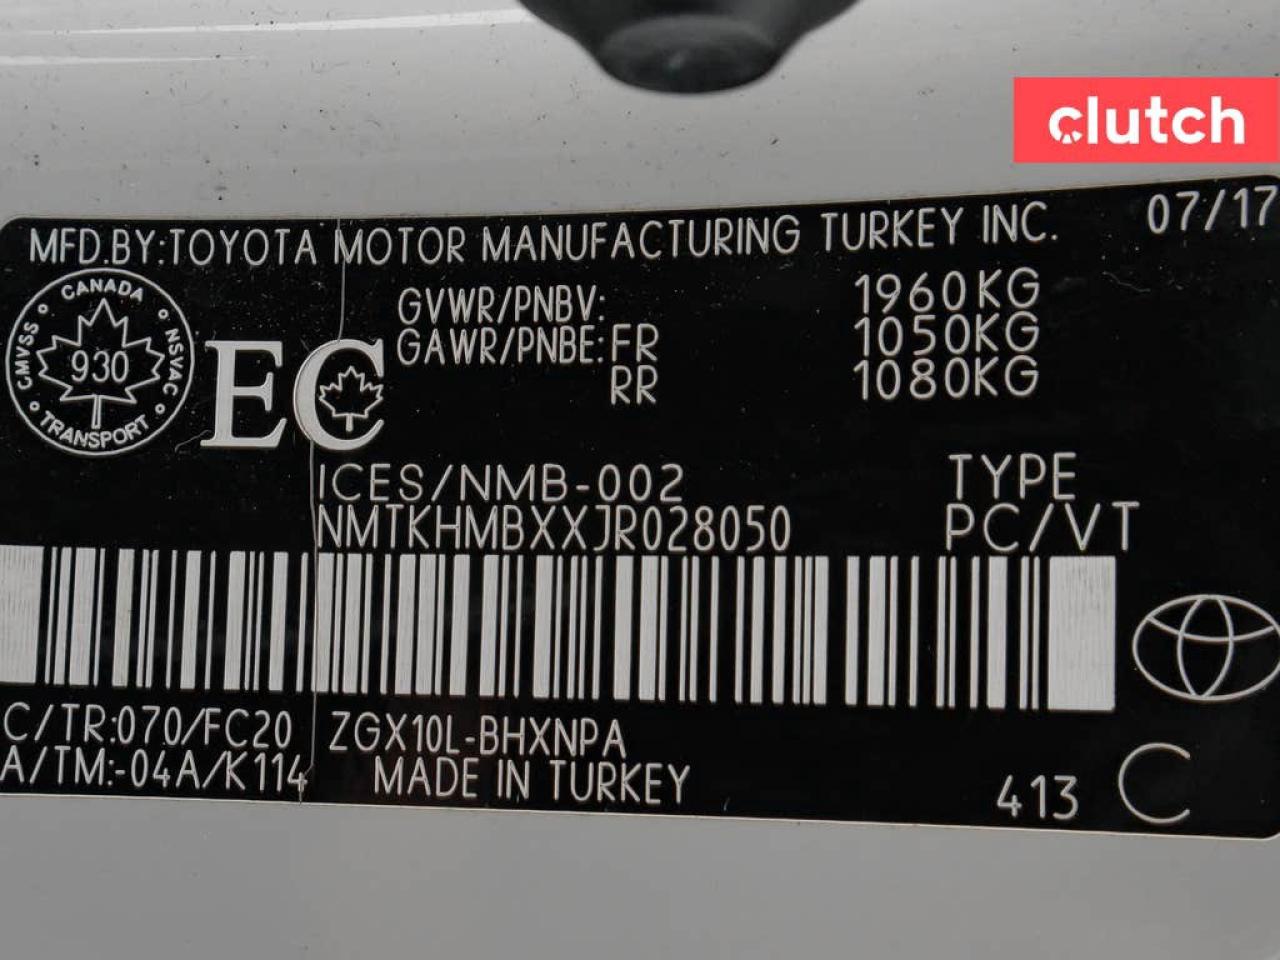 clutch
MFD.BY:TOYOTA MOTOR MANUFACTURING TURKEY INC. 07/17
CANADA
CMVSS 930 NSVAC
TRANSPORT
EC
GVWR/PNBV: 1960KG
GAWR/PNBE: FR 1050KG
RR 1080KG
ICES/NMB-002 TYPE
NMTKHMBXXJR028050 PC/VT
C/TR:070/FC20 ZGX10L-BHXNPA
A/TM:-04A/K114 MADE IN TURKEY
413 C